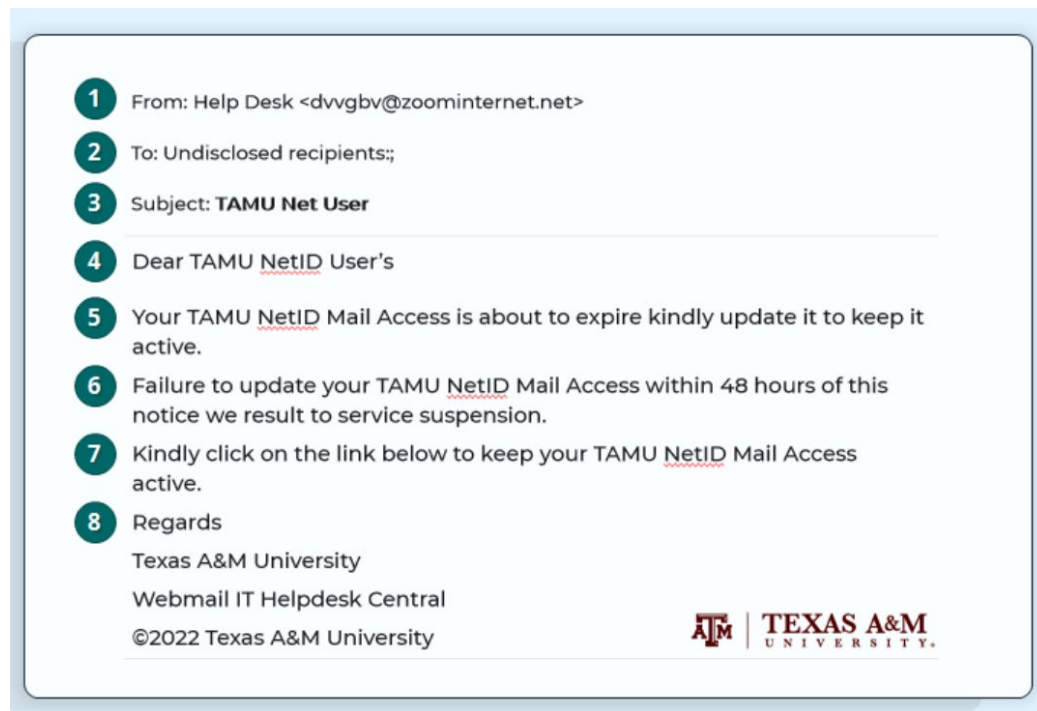 1 From: Help Desk <dvvgbv@zoominternet.net>
2 To: Undisclosed recipients:;
3 Subject: TAMU Net User
4 Dear TAMU NetID User’s
5 Your TAMU NetID Mail Access is about to expire kindly update it to keep it
active.
6 Failure to update your TAMU NetID Mail Access within 48 hours of this
notice we result to service suspension.
7 Kindly click on the link below to keep your TAMU NetID Mail Access
active.
8 Regards
Texas A&M University
Webmail IT Helpdesk Central
©2022 Texas A&M University
ATM TEXAS A&M
UNIVERSITY®